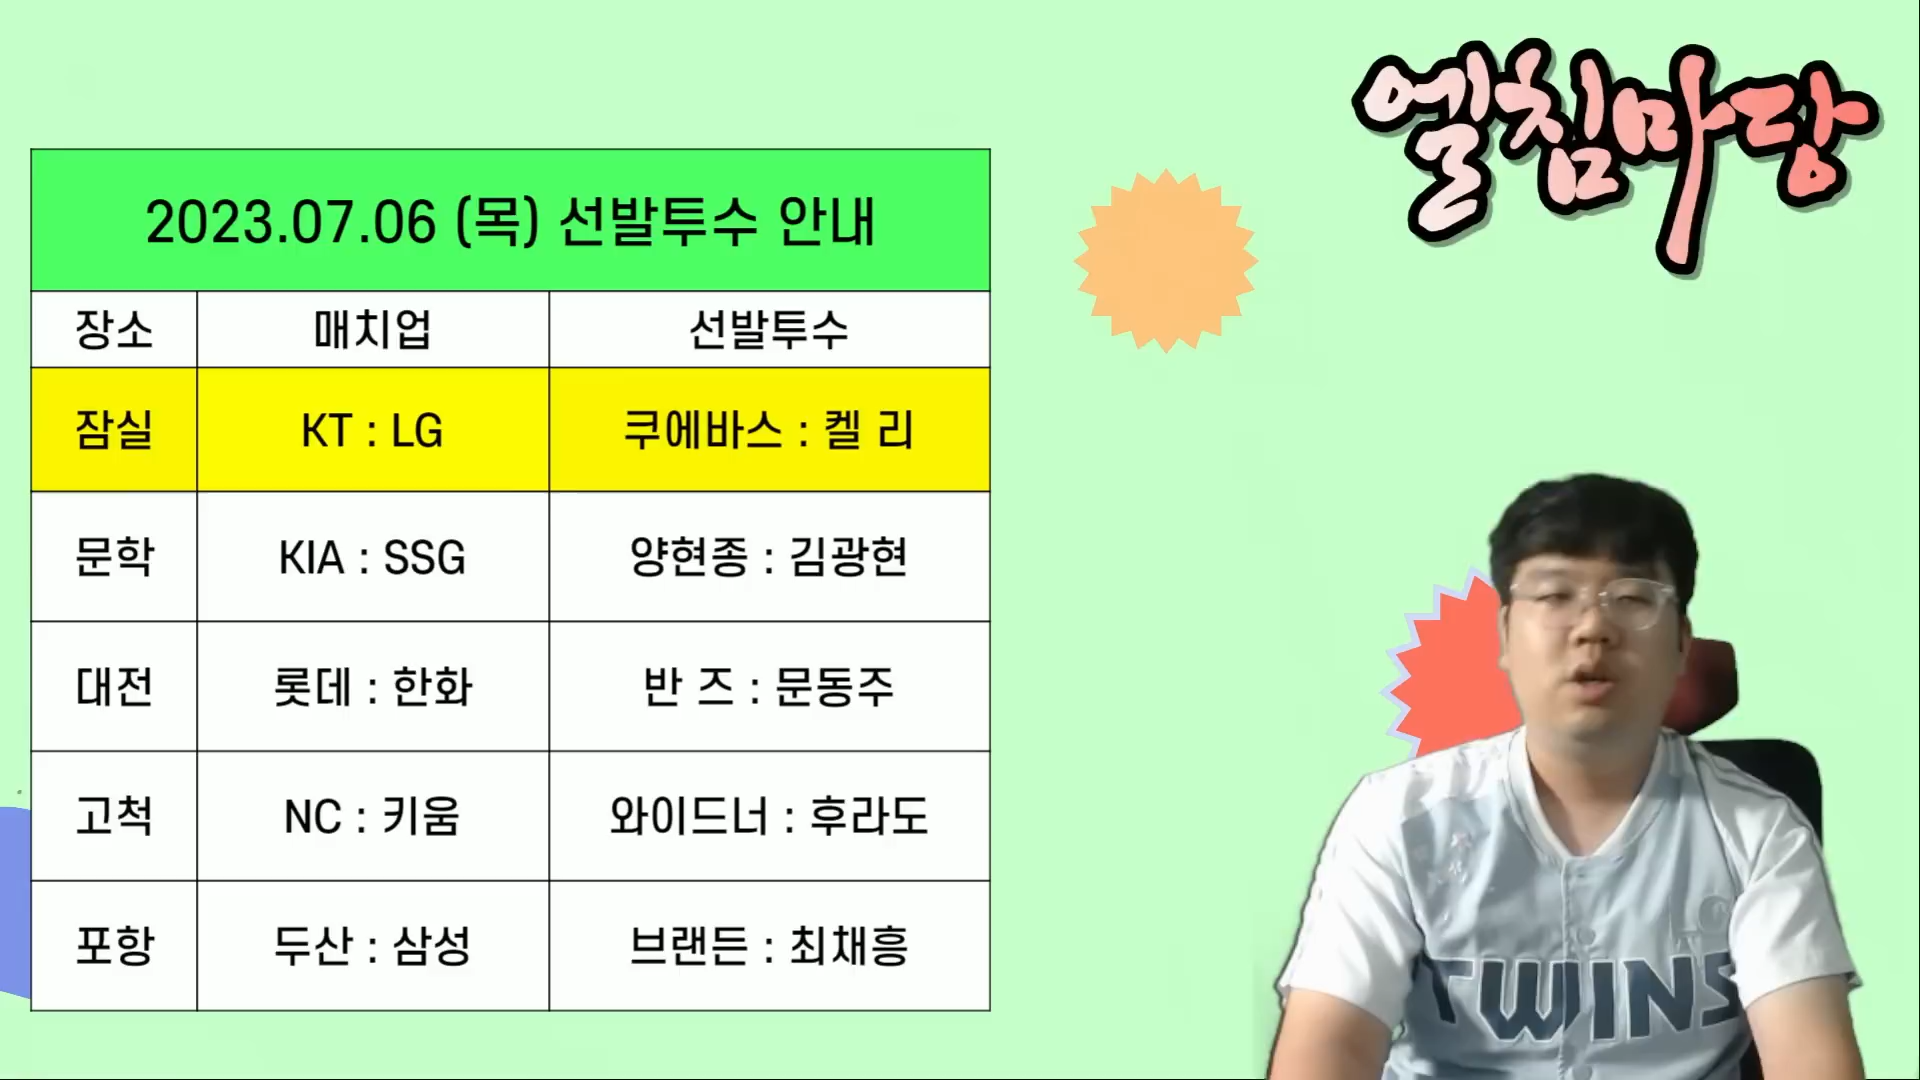 엘침마당
2023.07.06 (목) 선발투수 안내
장소 매치업 선발투수
잠실 KT : LG 쿠에바스 : 켈 리
문학 KIA : SSG 양현종 : 김광현
대전 롯데 : 한화 반 즈 : 문동주
고척 NC : 키움 와이드너 : 후라도
포항 두산 : 삼성 브랜든 : 최채흥
TWINS